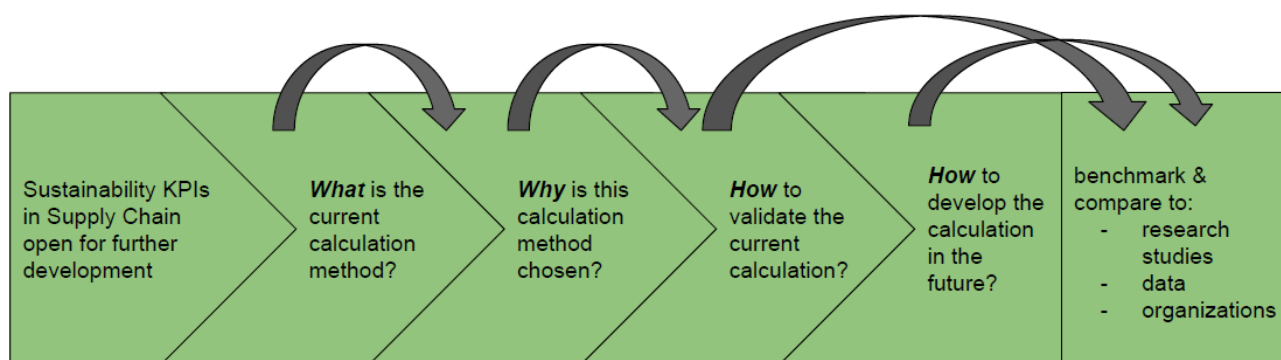 Sustainability KPIs
in Supply Chain
open for further
development
What is the
current
calculation
method?
Why is this
calculation
method
chosen?
How to
validate the
current
calculation?
How to
develop the
calculation
in the
future?
benchmark &
compare to:
- research
studies
- data
- organizations